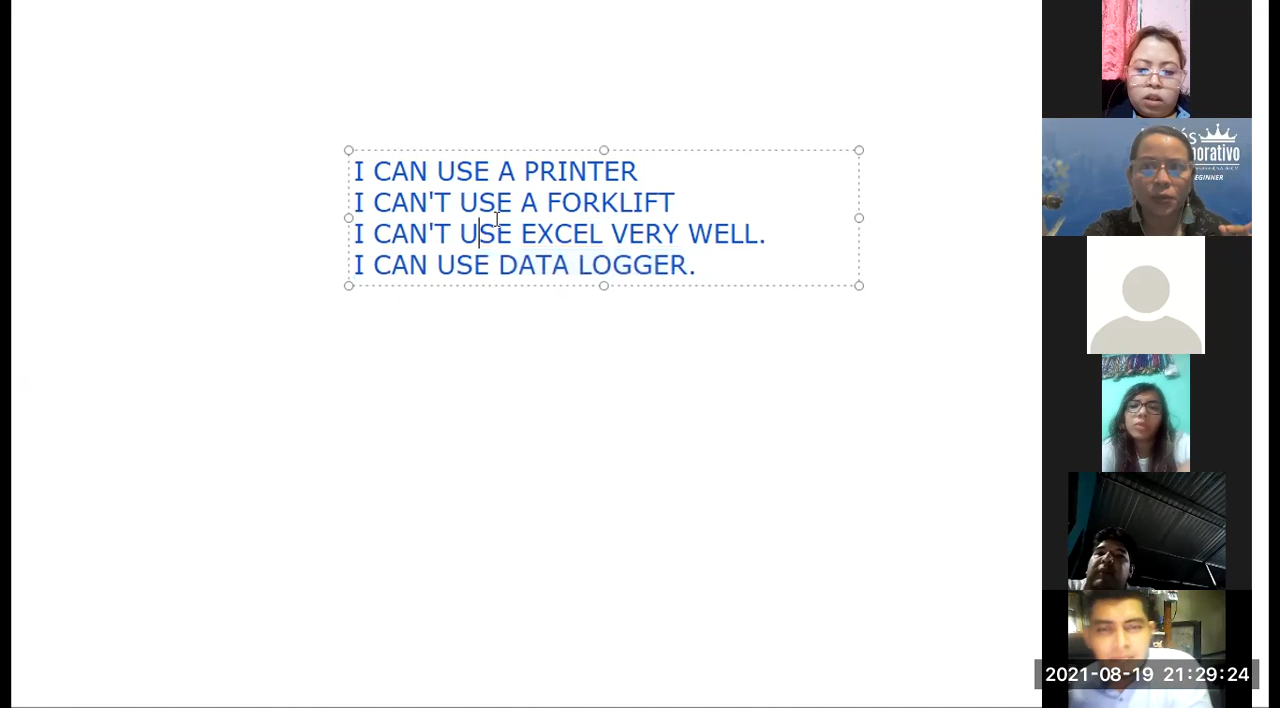 I CAN USE A PRINTER
I CAN'T USE A FORKLIFT
I CAN'T USE EXCEL VERY WELL.
I CAN USE DATA LOGGER.
EGINNER
2021-08-19 21:29:24